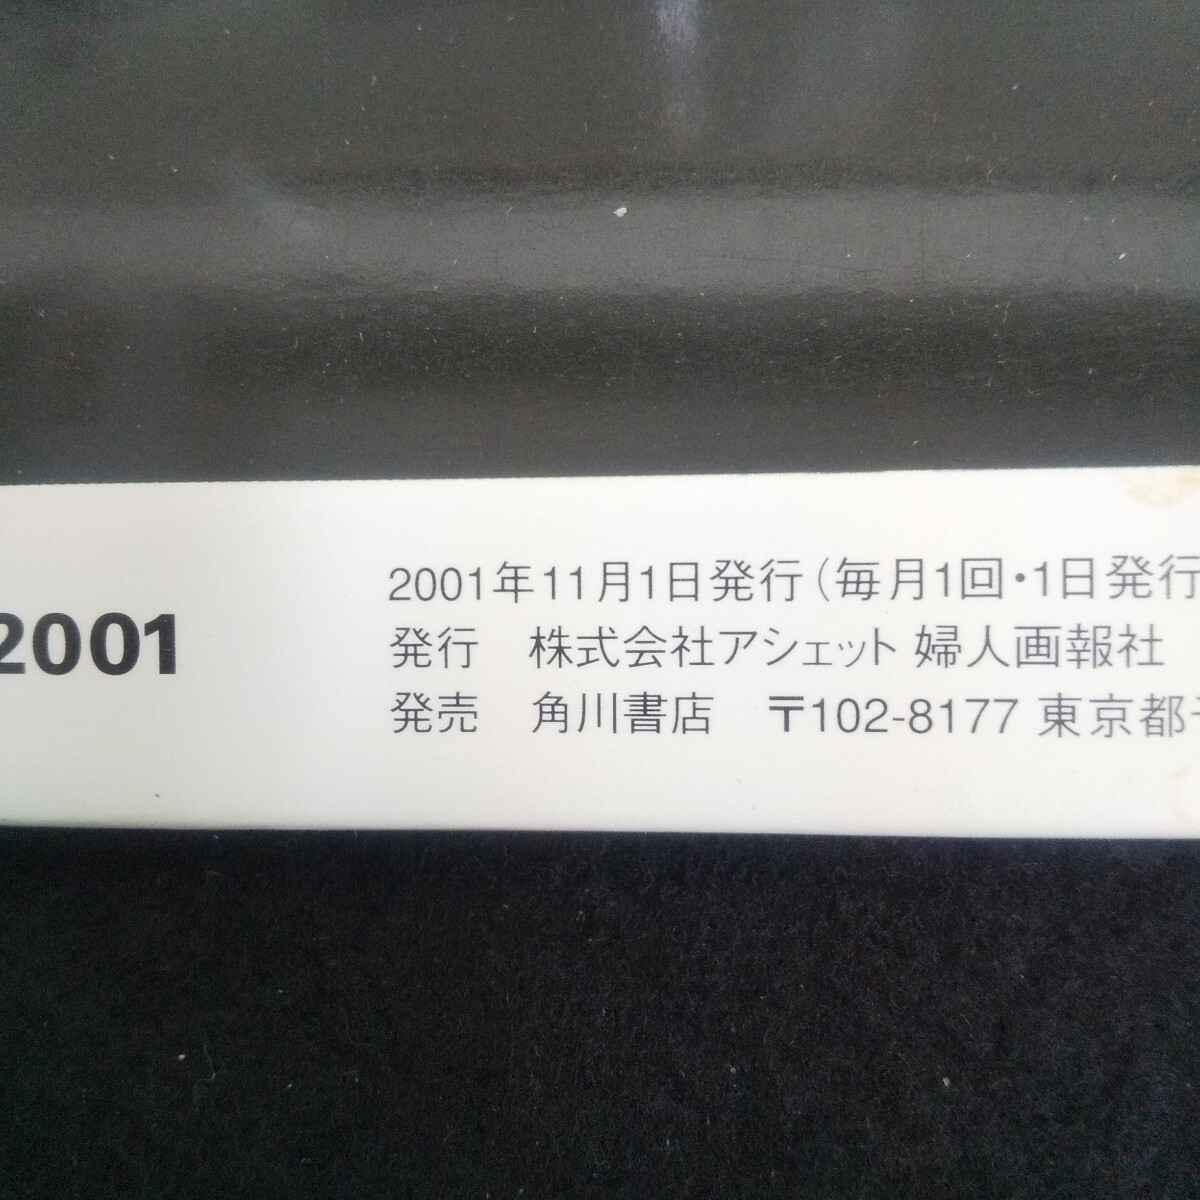 2001
2001年11月1日発行(毎月1回・1日発行
発行 株式会社アシェット 婦人画報社
発売 角川書店 〒102-8177 東京都